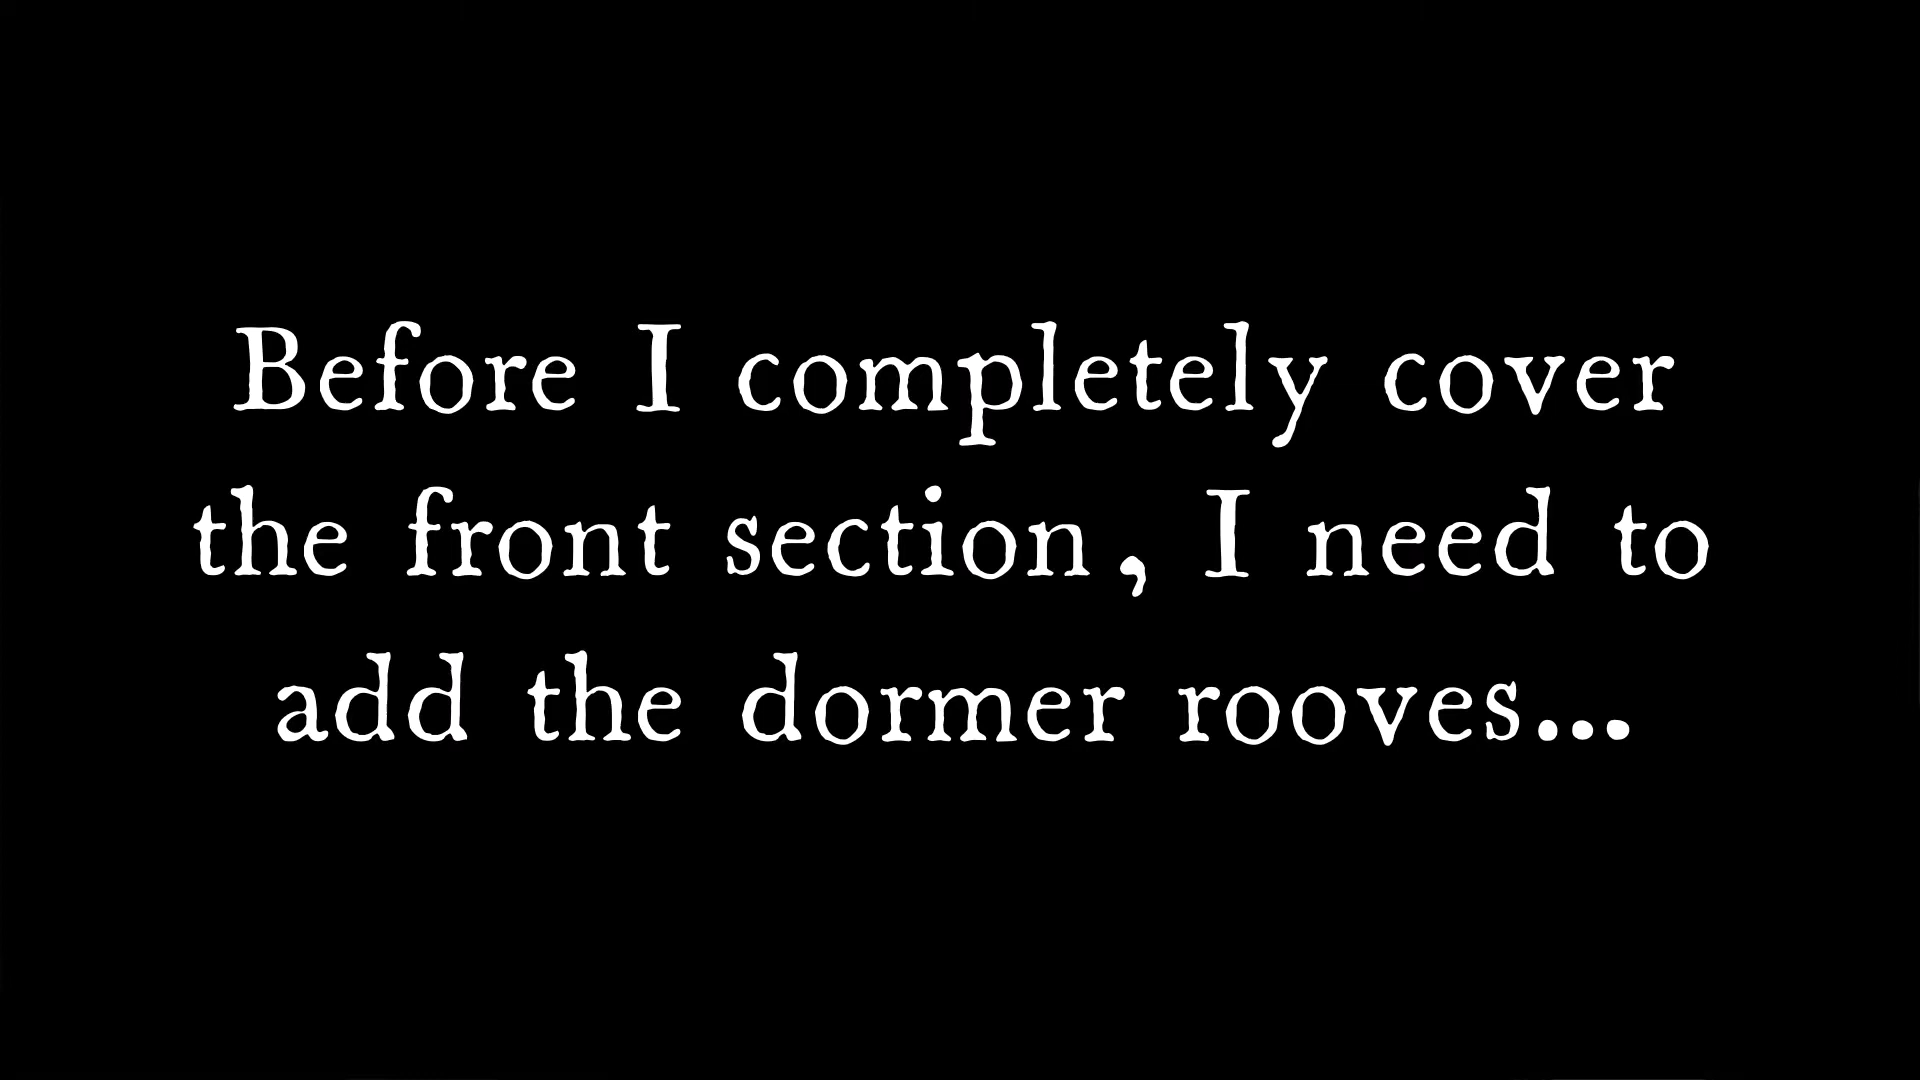 Before I completely cover
the front section, I need to
add the dormer rooves...